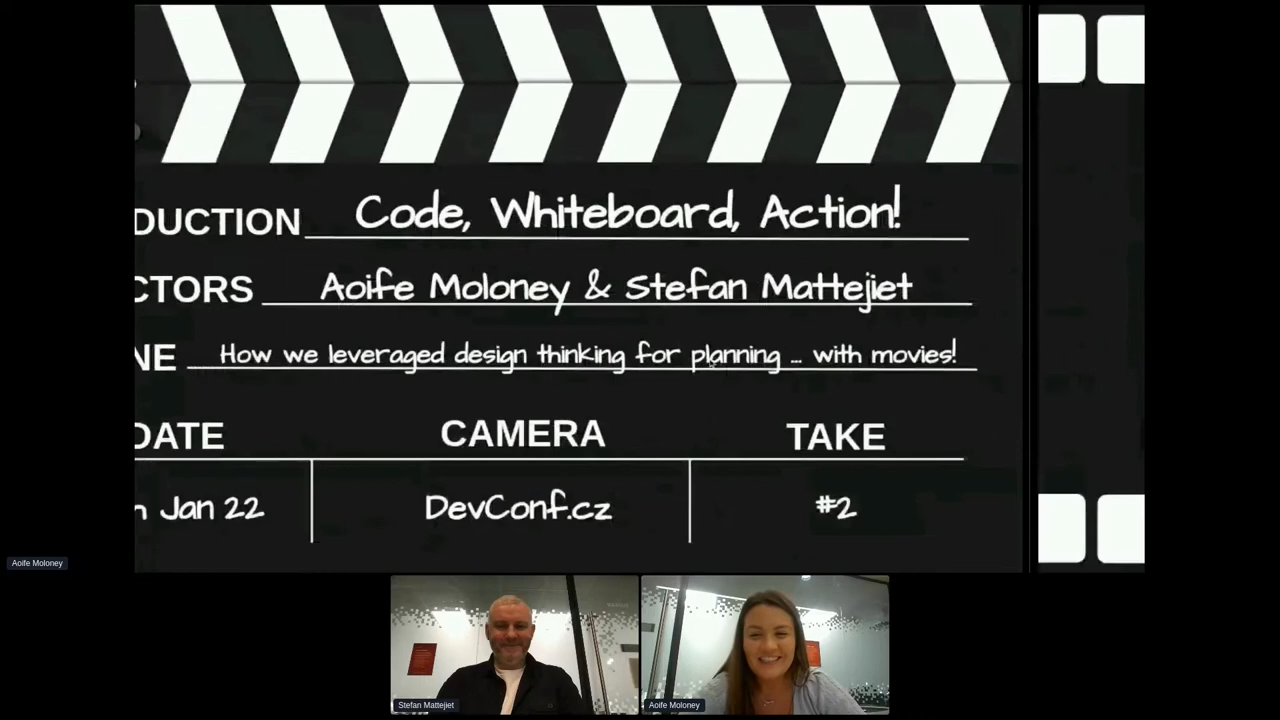 DUCTION Code, Whiteboard, Action!
CTORS Aoife Moloney & Stefan Mattejiet
NE How we leveraged design thinking for planning ... with movies!
DATE CAMERA TAKE
n Jan 22 DevConf.cz #2
Aoife Moloney
Stefan Mattejiet Aoife Moloney